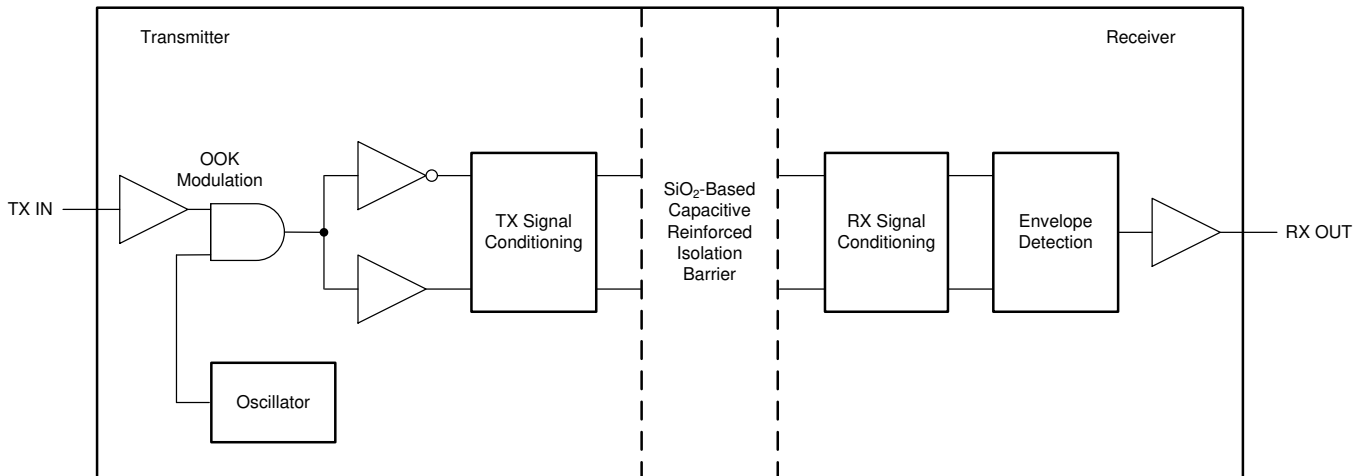 Transmitter
Receiver
OOK
Modulation
TX IN
TX Signal
Conditioning
SiO₂-Based
Capacitive
Reinforced
Isolation
Barrier
RX Signal
Conditioning
Envelope
Detection
RX OUT
Oscillator